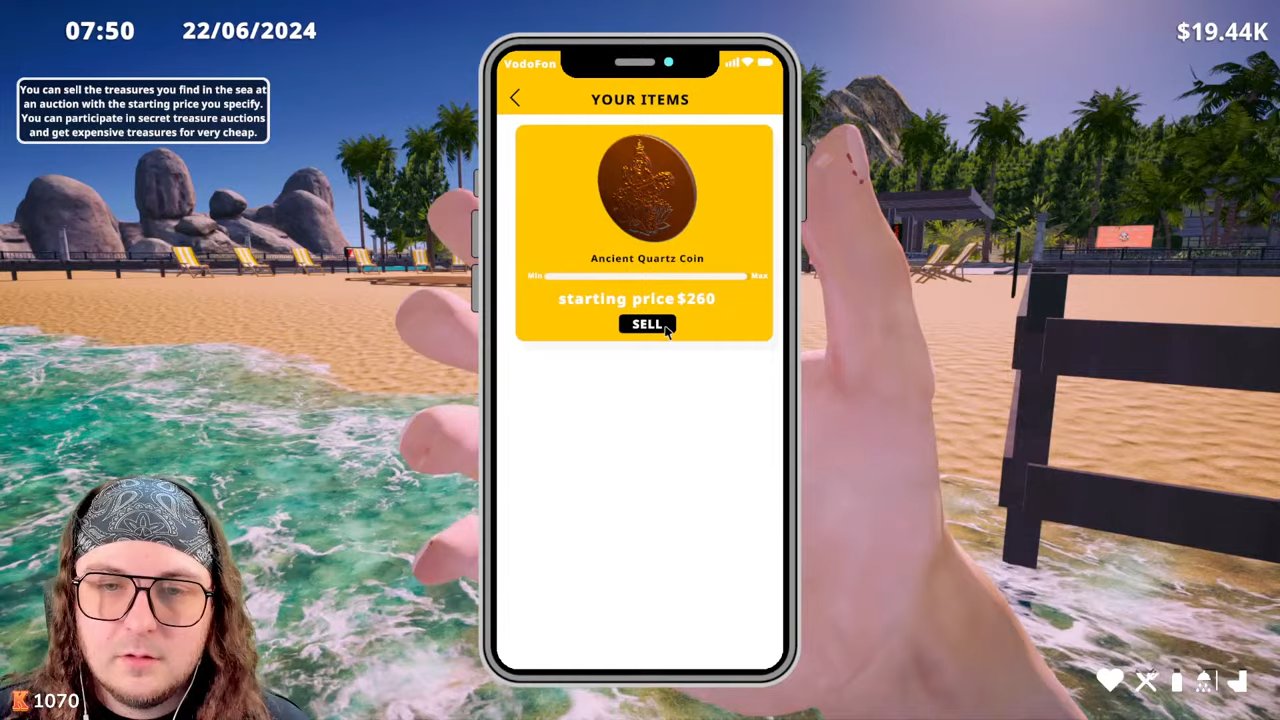 07:50 22/06/2024
$19.44K
You can sell the treasures you find in the sea at
an auction with the starting price you specify.
You can participate in secret treasure auctions
and get expensive treasures for very cheap.
VodoFon
YOUR ITEMS
Ancient Quartz Coin
Min Max
starting price $260
SELL
K 1070